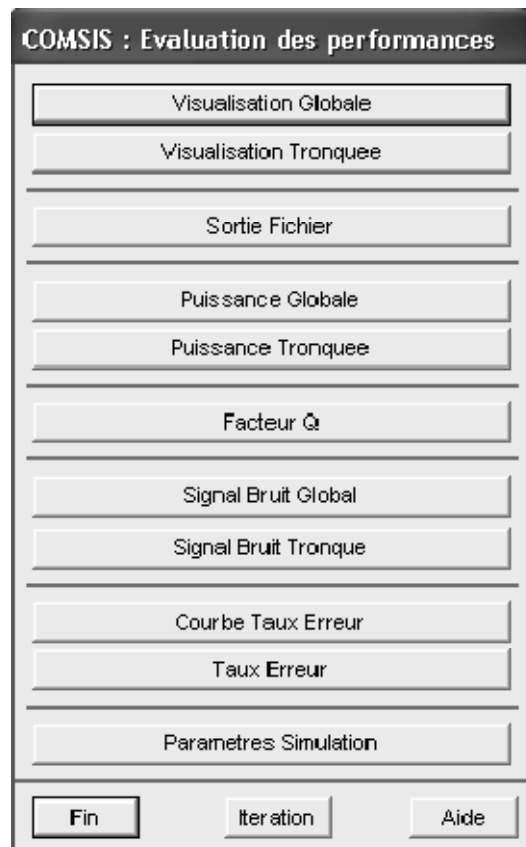 COMSIS : Evaluation des performances
Visualisation Globale
Visualisation Tronquee
Sortie Fichier
Puissance Globale
Puissance Tronquee
Facteur Q
Signal Bruit Global
Signal Bruit Tronque
Courbe Taux Erreur
Taux Erreur
Parametres Simulation
Fin Iteration Aide